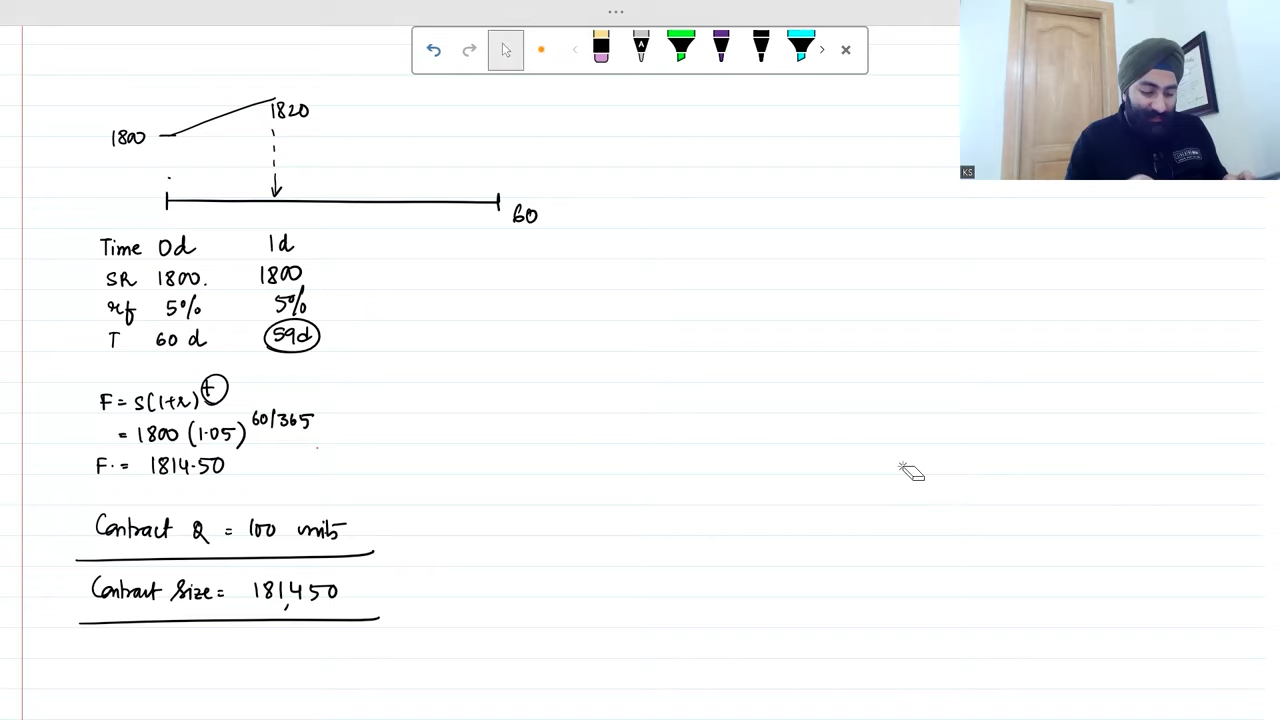 1820
1800
60
Time 0d 1d
SR 1800. 1800
rf 5% 5%
T 60 d 59d
F = S(1+r)t
= 1800 (1.05) 60/365
F. = 1814.50
Contract Q = 100 units
Contract Size = 181,450
KS